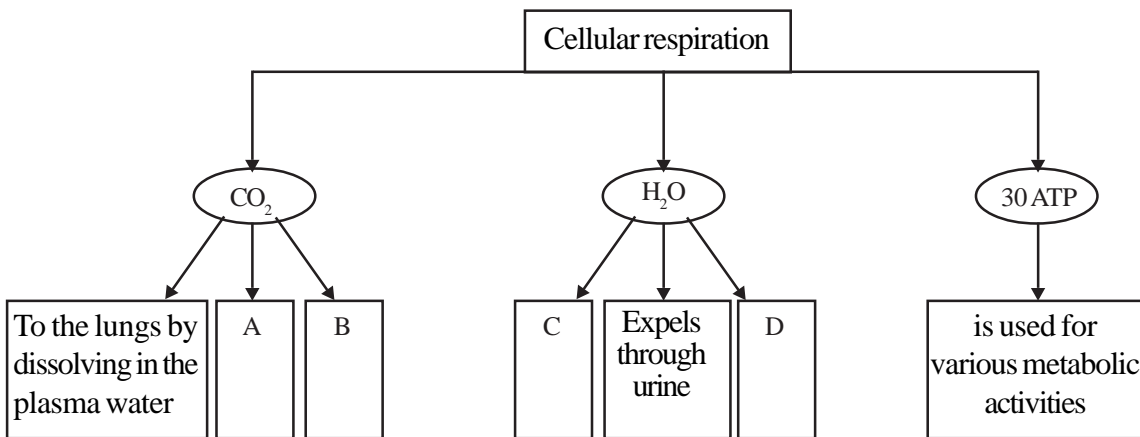 Cellular respiration
CO₂
H₂O
30 ATP
To the lungs by
dissolving in the
plasma water
A
B
C
Expels
through
urine
D
is used for
various metabolic
activities